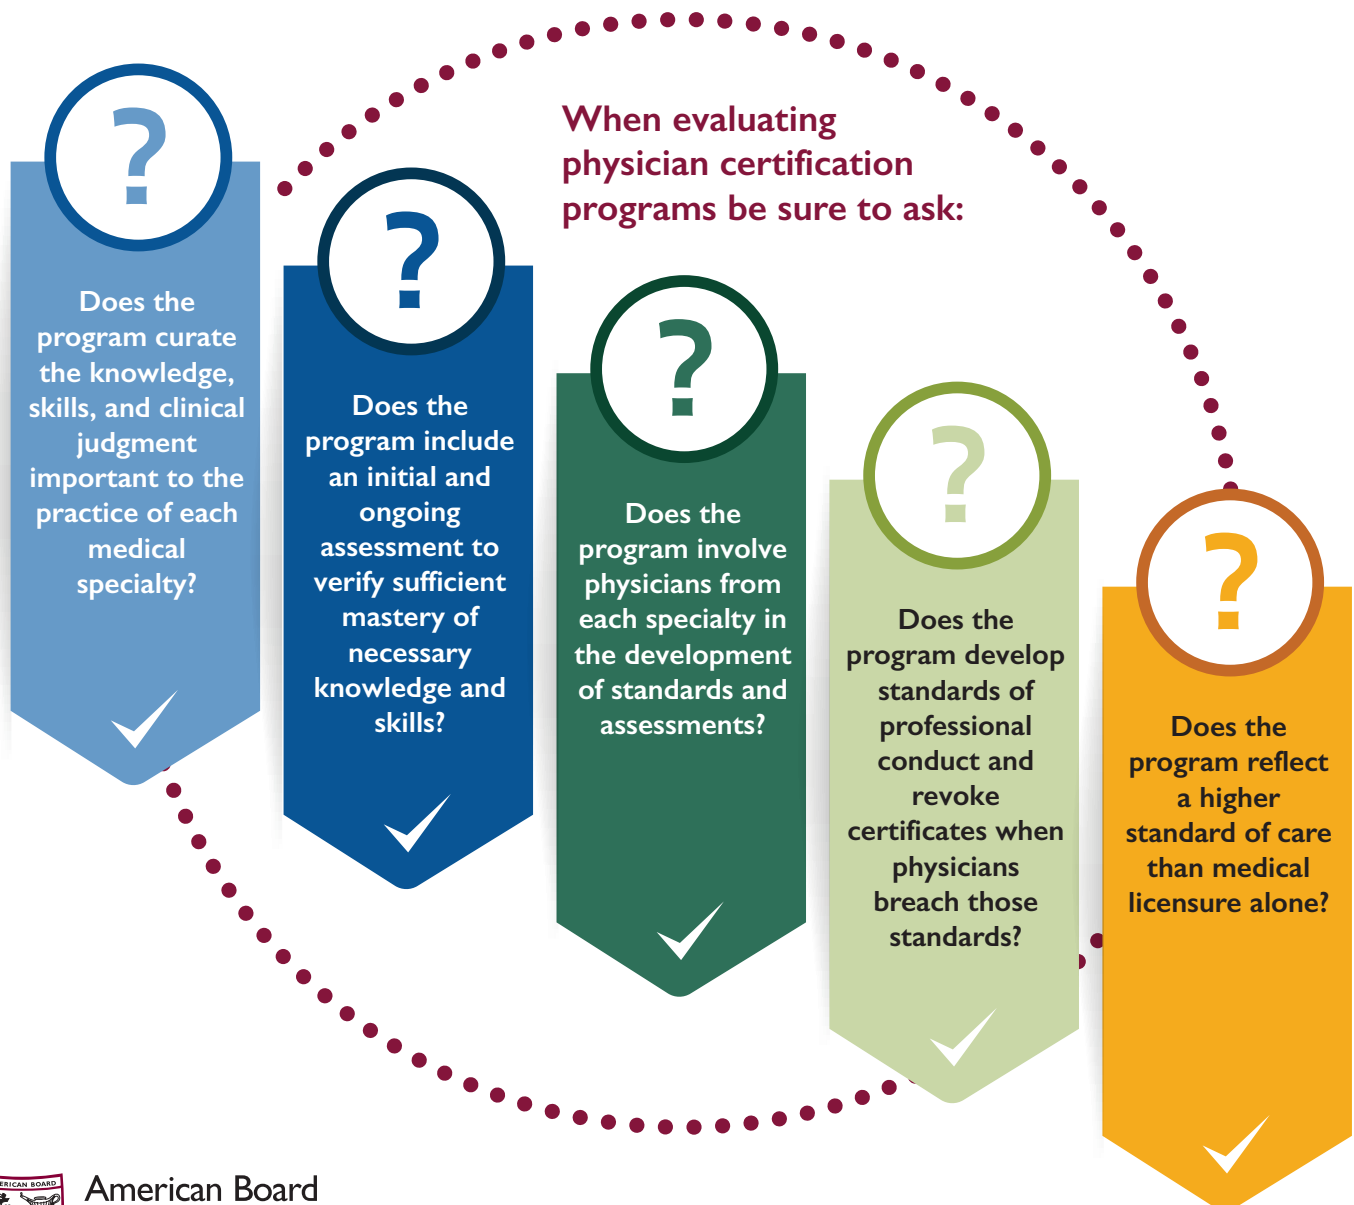 When evaluating
physician certification
programs be sure to ask:
?
Does the
program curate
the knowledge,
skills, and clinical
judgment
important to the
practice of each
medical
specialty?
?
Does the
program include
an initial and
ongoing
assessment to
verify sufficient
mastery of
necessary
knowledge and
skills?
?
Does the
program involve
physicians from
each specialty in
the development
of standards and
assessments?
?
Does the
program develop
standards of
professional
conduct and
revoke
certificates when
physicians
breach those
standards?
?
Does the
program reflect
a higher
standard of care
than medical
licensure alone?
BOARD
American Board